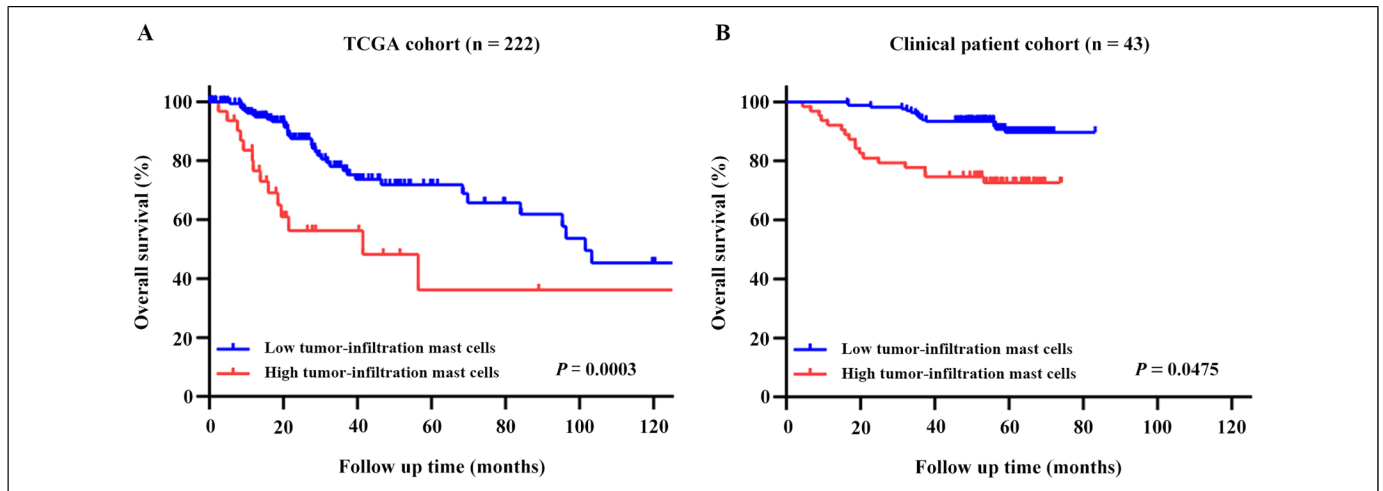 A
TCGA cohort (n = 222)
Overall survival (%)
100
80
60
40
20
0
Low tumor-infiltration mast cells
High tumor-infiltration mast cells
P = 0.0003
0 20 40 60 80 100 120
Follow up time (months)
B
Clinical patient cohort (n = 43)
Overall survival (%)
100
80
60
40
20
0
Low tumor-infiltration mast cells
High tumor-infiltration mast cells
P = 0.0475
0 20 40 60 80 100 120
Follow up time (months)